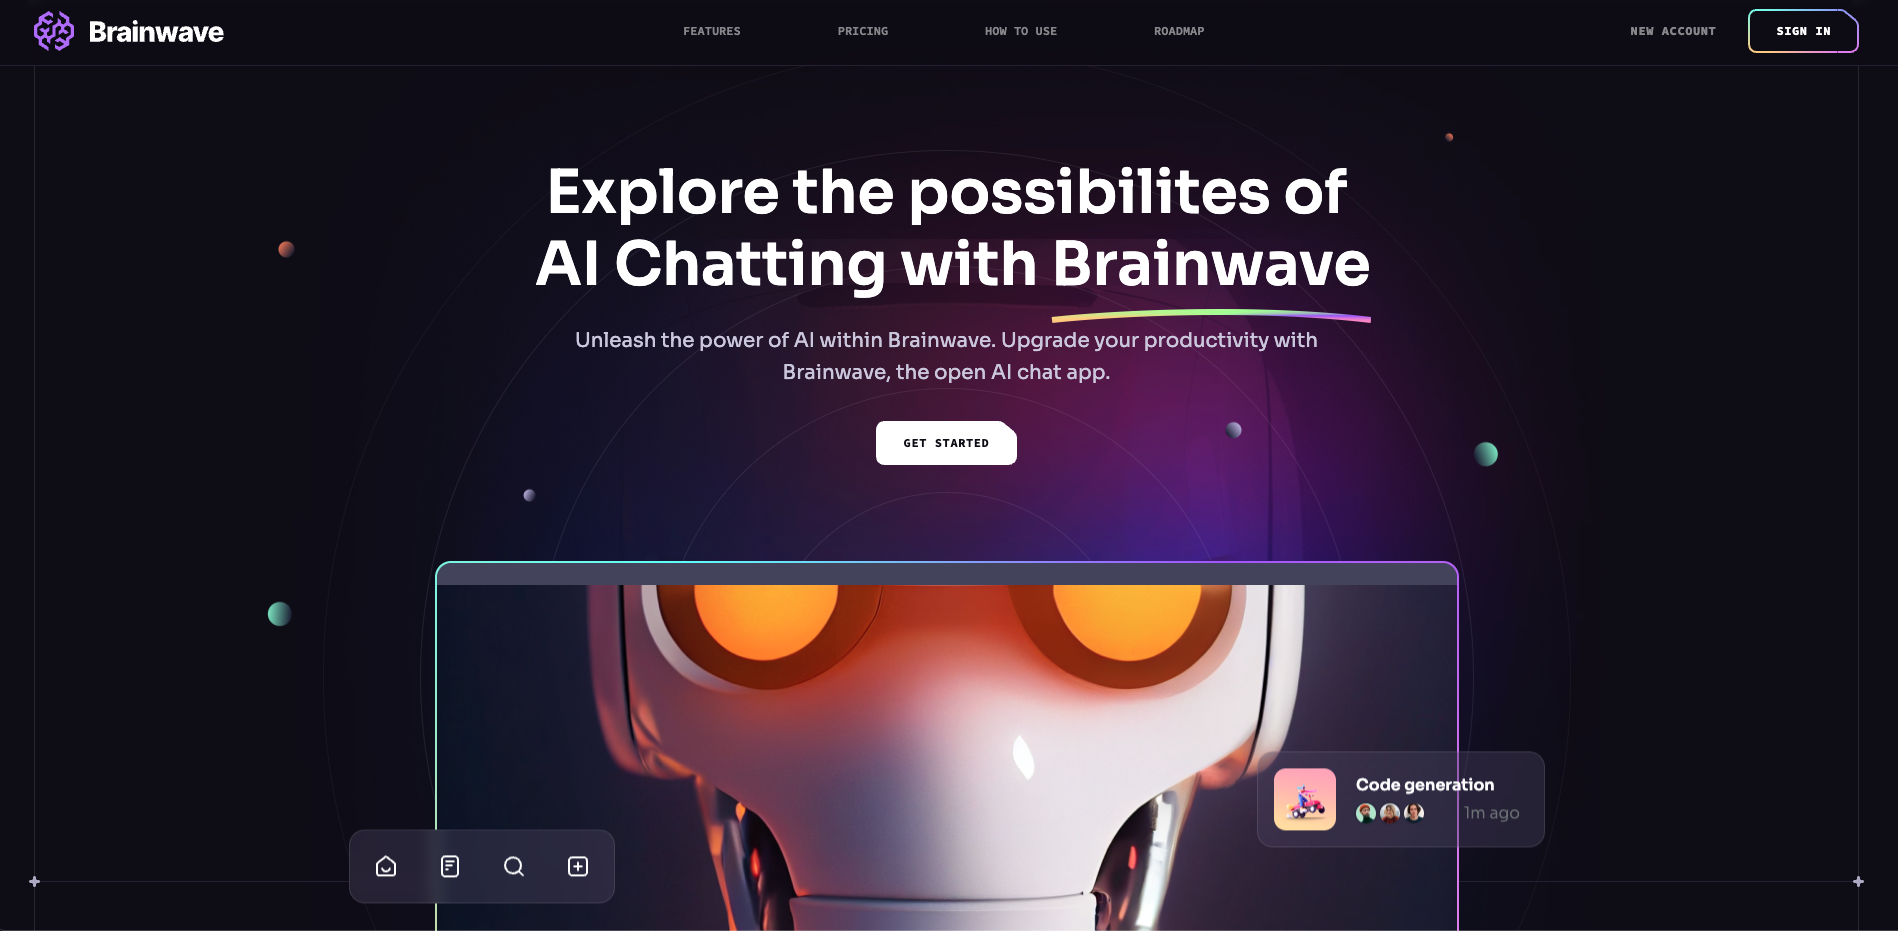 Brainwave
FEATURES
PRICING
HOW TO USE
ROADMAP
NEW ACCOUNT
SIGN IN
Explore the possibilites of
AI Chatting with Brainwave
Unleash the power of AI within Brainwave. Upgrade your productivity with
Brainwave, the open AI chat app.
GET STARTED
Code generation
1m ago